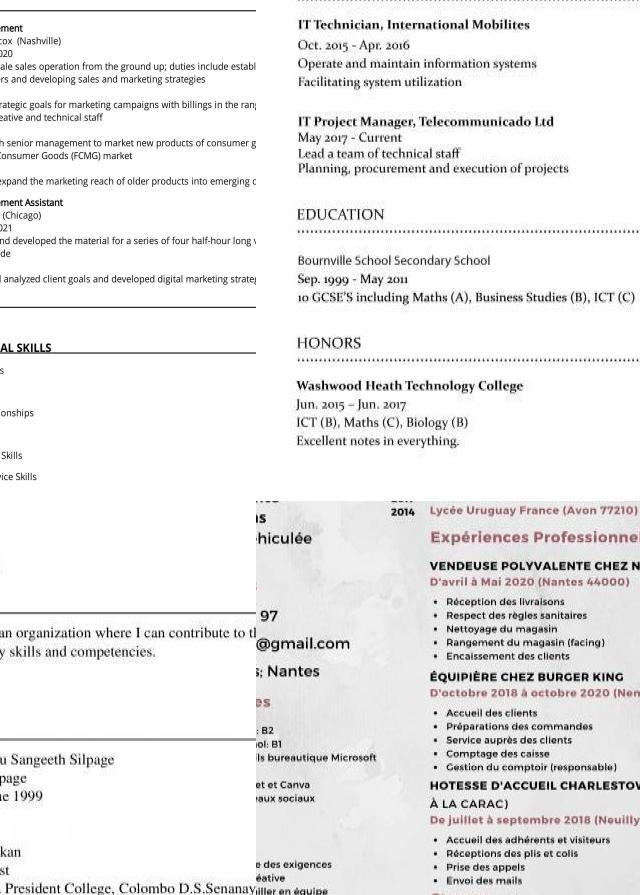 ement
cox (Nashville)
020
ale sales operation from the ground up; duties include establ
ers and developing sales and marketing strategies
rategic goals for marketing campaigns with billings in the ran
eative and technical staff
h senior management to market new products of consumer g
Consumer Goods (FCMG) market
expand the marketing reach of older products into emerging c
ement Assistant
(Chicago)
021
nd developed the material for a series of four half-hour long v
de
l analyzed client goals and developed digital marketing strate
AL SKILLS
s
onships
Skills
vice Skills
IT Technician, International Mobilites
Oct. 2015 - Apr. 2016
Operate and maintain information systems
Facilitating system utilization
IT Project Manager, Telecommunicado Ltd
May 2017 - Current
Lead a team of technical staff
Planning, procurement and execution of projects
EDUCATION
Bournville School Secondary School
Sep. 1999 - May 2011
10 GCSE'S including Maths (A), Business Studies (B), ICT (C)
HONORS
Washwood Heath Technology College
Jun. 2015 – Jun. 2017
ICT (B), Maths (C), Biology (B)
Excellent notes in everything.
an organization where I can contribute to th
y skills and competencies.
u Sangeeth Silpage
page
ne 1999
kan
st
President College, Colombo D.S.Senanay
ns
éhiculée
97
@gmail.com
s; Nantes
es
: B2
ol: B1
ls bureautique Microsoft
et et Canva
eaux sociaux
e des exigences
éative
iller en équipe
2014
Lycée Uruguay France (Avon 77210)
Expériences Professionne
VENDEUSE POLYVALENTE CHEZ N
D'avril à Mai 2020 (Nantes 44000)
• Réception des livraisons
• Respect des règles sanitaires
• Nettoyage du magasin
• Rangement du magasin (facing)
• Encaissement des clients
ÉQUIPIÈRE CHEZ BURGER KING
D'octobre 2018 à octobre 2020 (Nan
• Accueil des clients
• Préparations des commandes
• Service auprès des clients
• Comptage des caisse
• Gestion du comptoir (responsable)
HOTESSE D'ACCUEIL CHARLESTOW
À LA CARAC)
De juillet à septembre 2018 (Neuilly
• Accueil des adhérents et visiteurs
• Réceptions des plis et colis
• Prise des appels
• Envoi des mails